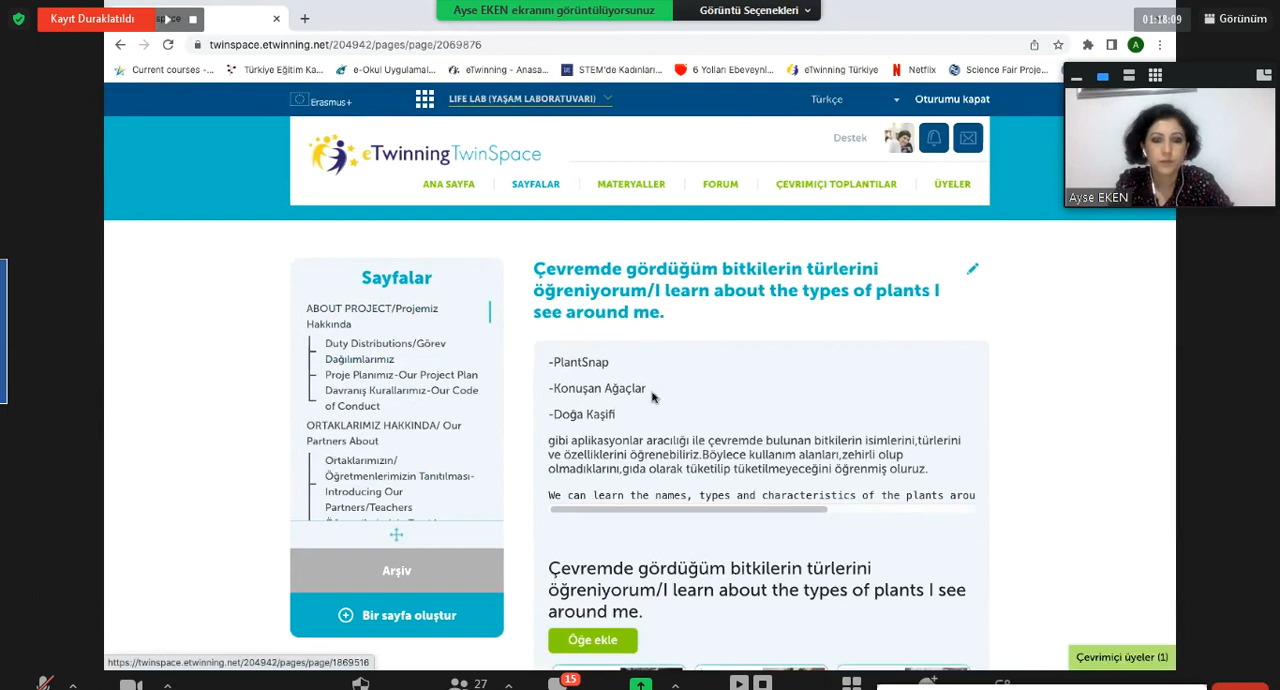 Kayıt Duraklatıldı
Ayse EKEN ekranını görüntülüyorsunuz
Görüntü Seçenekleri
01:18:09
Görünüm
twinspace.etwinning.net/204942/pages/page/2069876
Current courses -...
Türkiye Eğitim Ka...
e-Okul Uygulamal...
eTwinning - Anasa...
STEM'de Kadınları...
6 Yolları Ebeveynl...
eTwinning Türkiye
Netflix
Science Fair Proje...
Erasmus+
LIFE LAB (YAŞAM LABORATUVARI)
Türkçe
Oturumu kapat
eTwinning TwinSpace
Destek
ANA SAYFA
SAYFALAR
MATERYALLER
FORUM
ÇEVRIMIÇI TOPLANTILAR
ÜYELER
Ayse EKEN
Sayfalar
ABOUT PROJECT/Projemiz
Hakkında
Duty Distributions/Görev
Dağılımlarımız
Proje Planımız-Our Project Plan
Davranış Kurallarımız-Our Code
of Conduct
ORTAKLARIMIZ HAKKINDA/ Our
Partners About
Ortaklarımızın/
Öğretmenlerimizin Tanıtılması-
Introducing Our
Partners/Teachers
Arşiv
Bir sayfa oluştur
Çevremde gördüğüm bitkilerin türlerini
öğreniyorum/I learn about the types of plants I
see around me.
-PlantSnap
-Konuşan Ağaçlar
-Doğa Kaşifi
gibi aplikasyonlar aracılığı ile çevremde bulunan bitkilerin isimlerini,türlerini
ve özelliklerini öğrenebiliriz.Böylece kullanım alanları,zehirli olup
olmadıklarını,gıda olarak tüketilip tüketilmeyeceğini öğrenmiş oluruz.
We can learn the names, types and characteristics of the plants arou
Çevremde gördüğüm bitkilerin türlerini
öğreniyorum/I learn about the types of plants I see
around me.
Öğe ekle
Çevrimiçi üyeler (1)
https://twinspace.etwinning.net/204942/pages/page/1869516
27
15